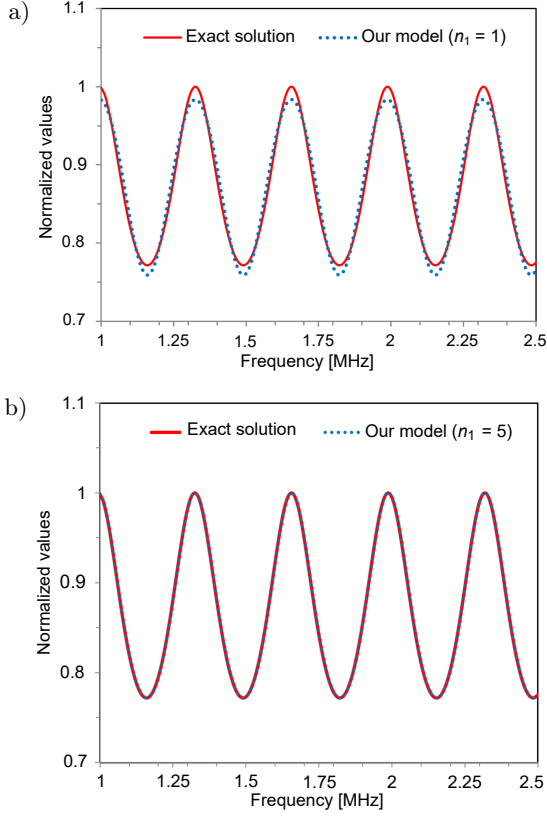 a)
1.1
Exact solution
Our model (n₁ = 1)
1
0.9
0.8
0.7
Normalized values
1 1.25 1.5 1.75 2 2.25 2.5
Frequency [MHz]
b)
1.1
Exact solution
Our model (n₁ = 5)
1
0.9
0.8
0.7
Normalized values
1 1.25 1.5 1.75 2 2.25 2.5
Frequency [MHz]